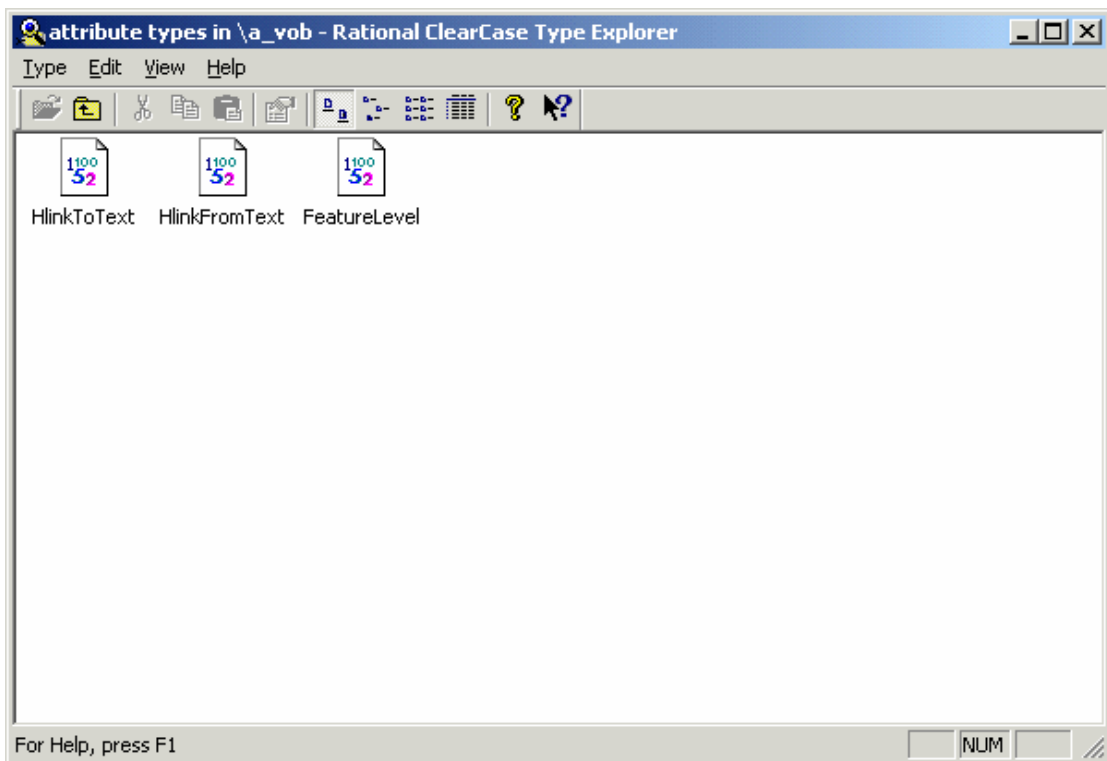 attribute types in \a_vob - Rational ClearCase Type Explorer
Type Edit View Help
HlinkToText HlinkFromText FeatureLevel
For Help, press F1 NUM